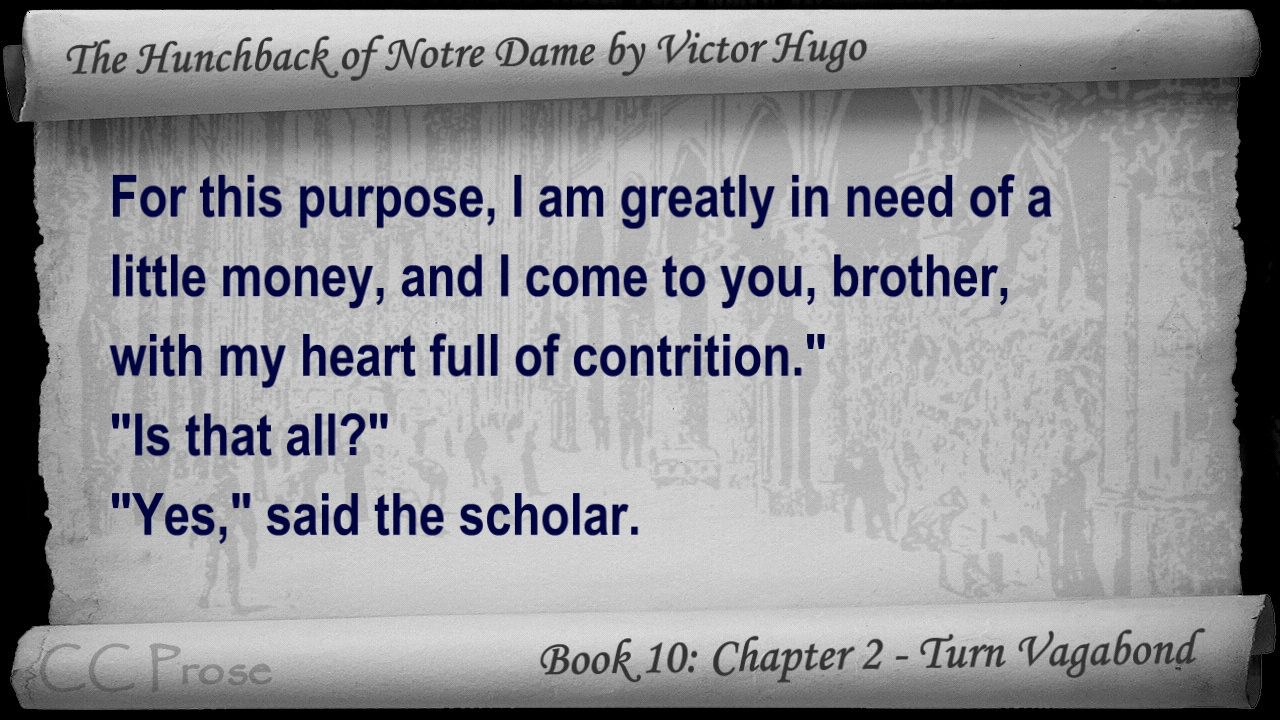 The Hunchback of Notre Dame by Victor Hugo
For this purpose, I am greatly in need of a
little money, and I come to you, brother,
with my heart full of contrition."
"Is that all?"
"Yes," said the scholar.
CC Prose
Book 10: Chapter 2 - Turn Vagabond